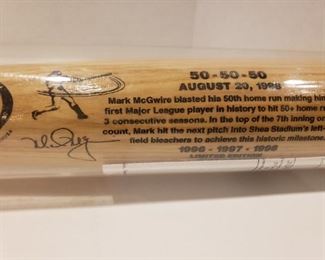 50-50-50
AUGUST 20, 1998
Mark McGwire blasted his 50th home run making him
first Major League player in history to hit 50+ home run
3 consecutive seasons. In the top of the 7th inning on
count, Mark hit the next pitch into Shea Stadium's left-
field bleachers to achieve this historic milestone
1996 - 1997 - 1998
LIMITED EDITION